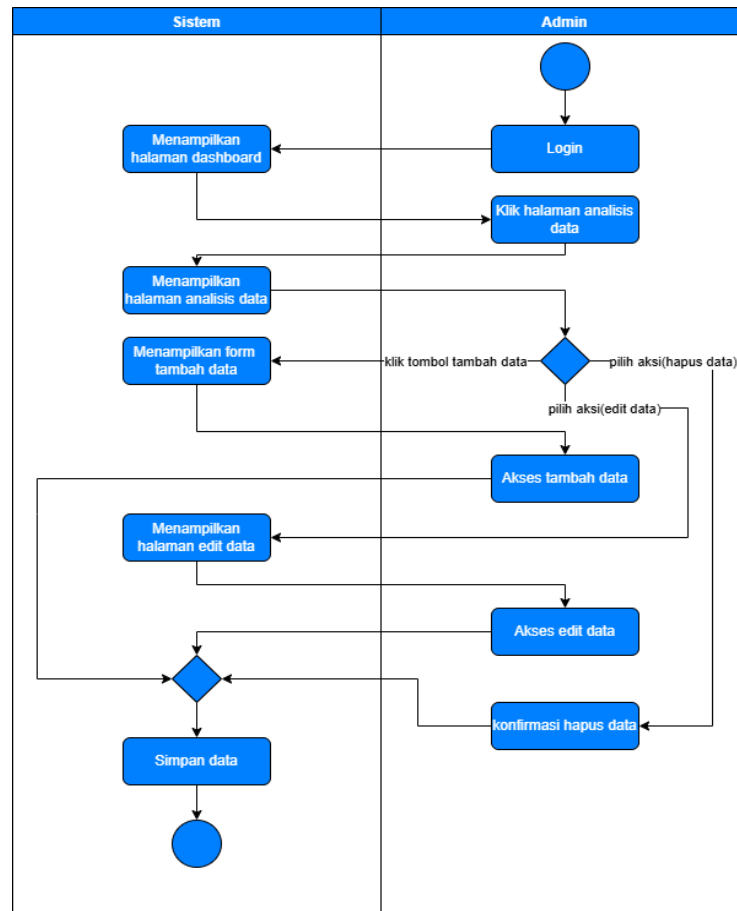 Sistem
Admin
Login
Menampilkan
halaman dashboard
Klik halaman analisis
data
Menampilkan
halaman analisis data
Menampilkan form
tambah data
klik tombol tambah data
pilih aksi(hapus data)
pilih aksi(edit data)
Akses tambah data
Menampilkan
halaman edit data
Akses edit data
konfirmasi hapus data
Simpan data